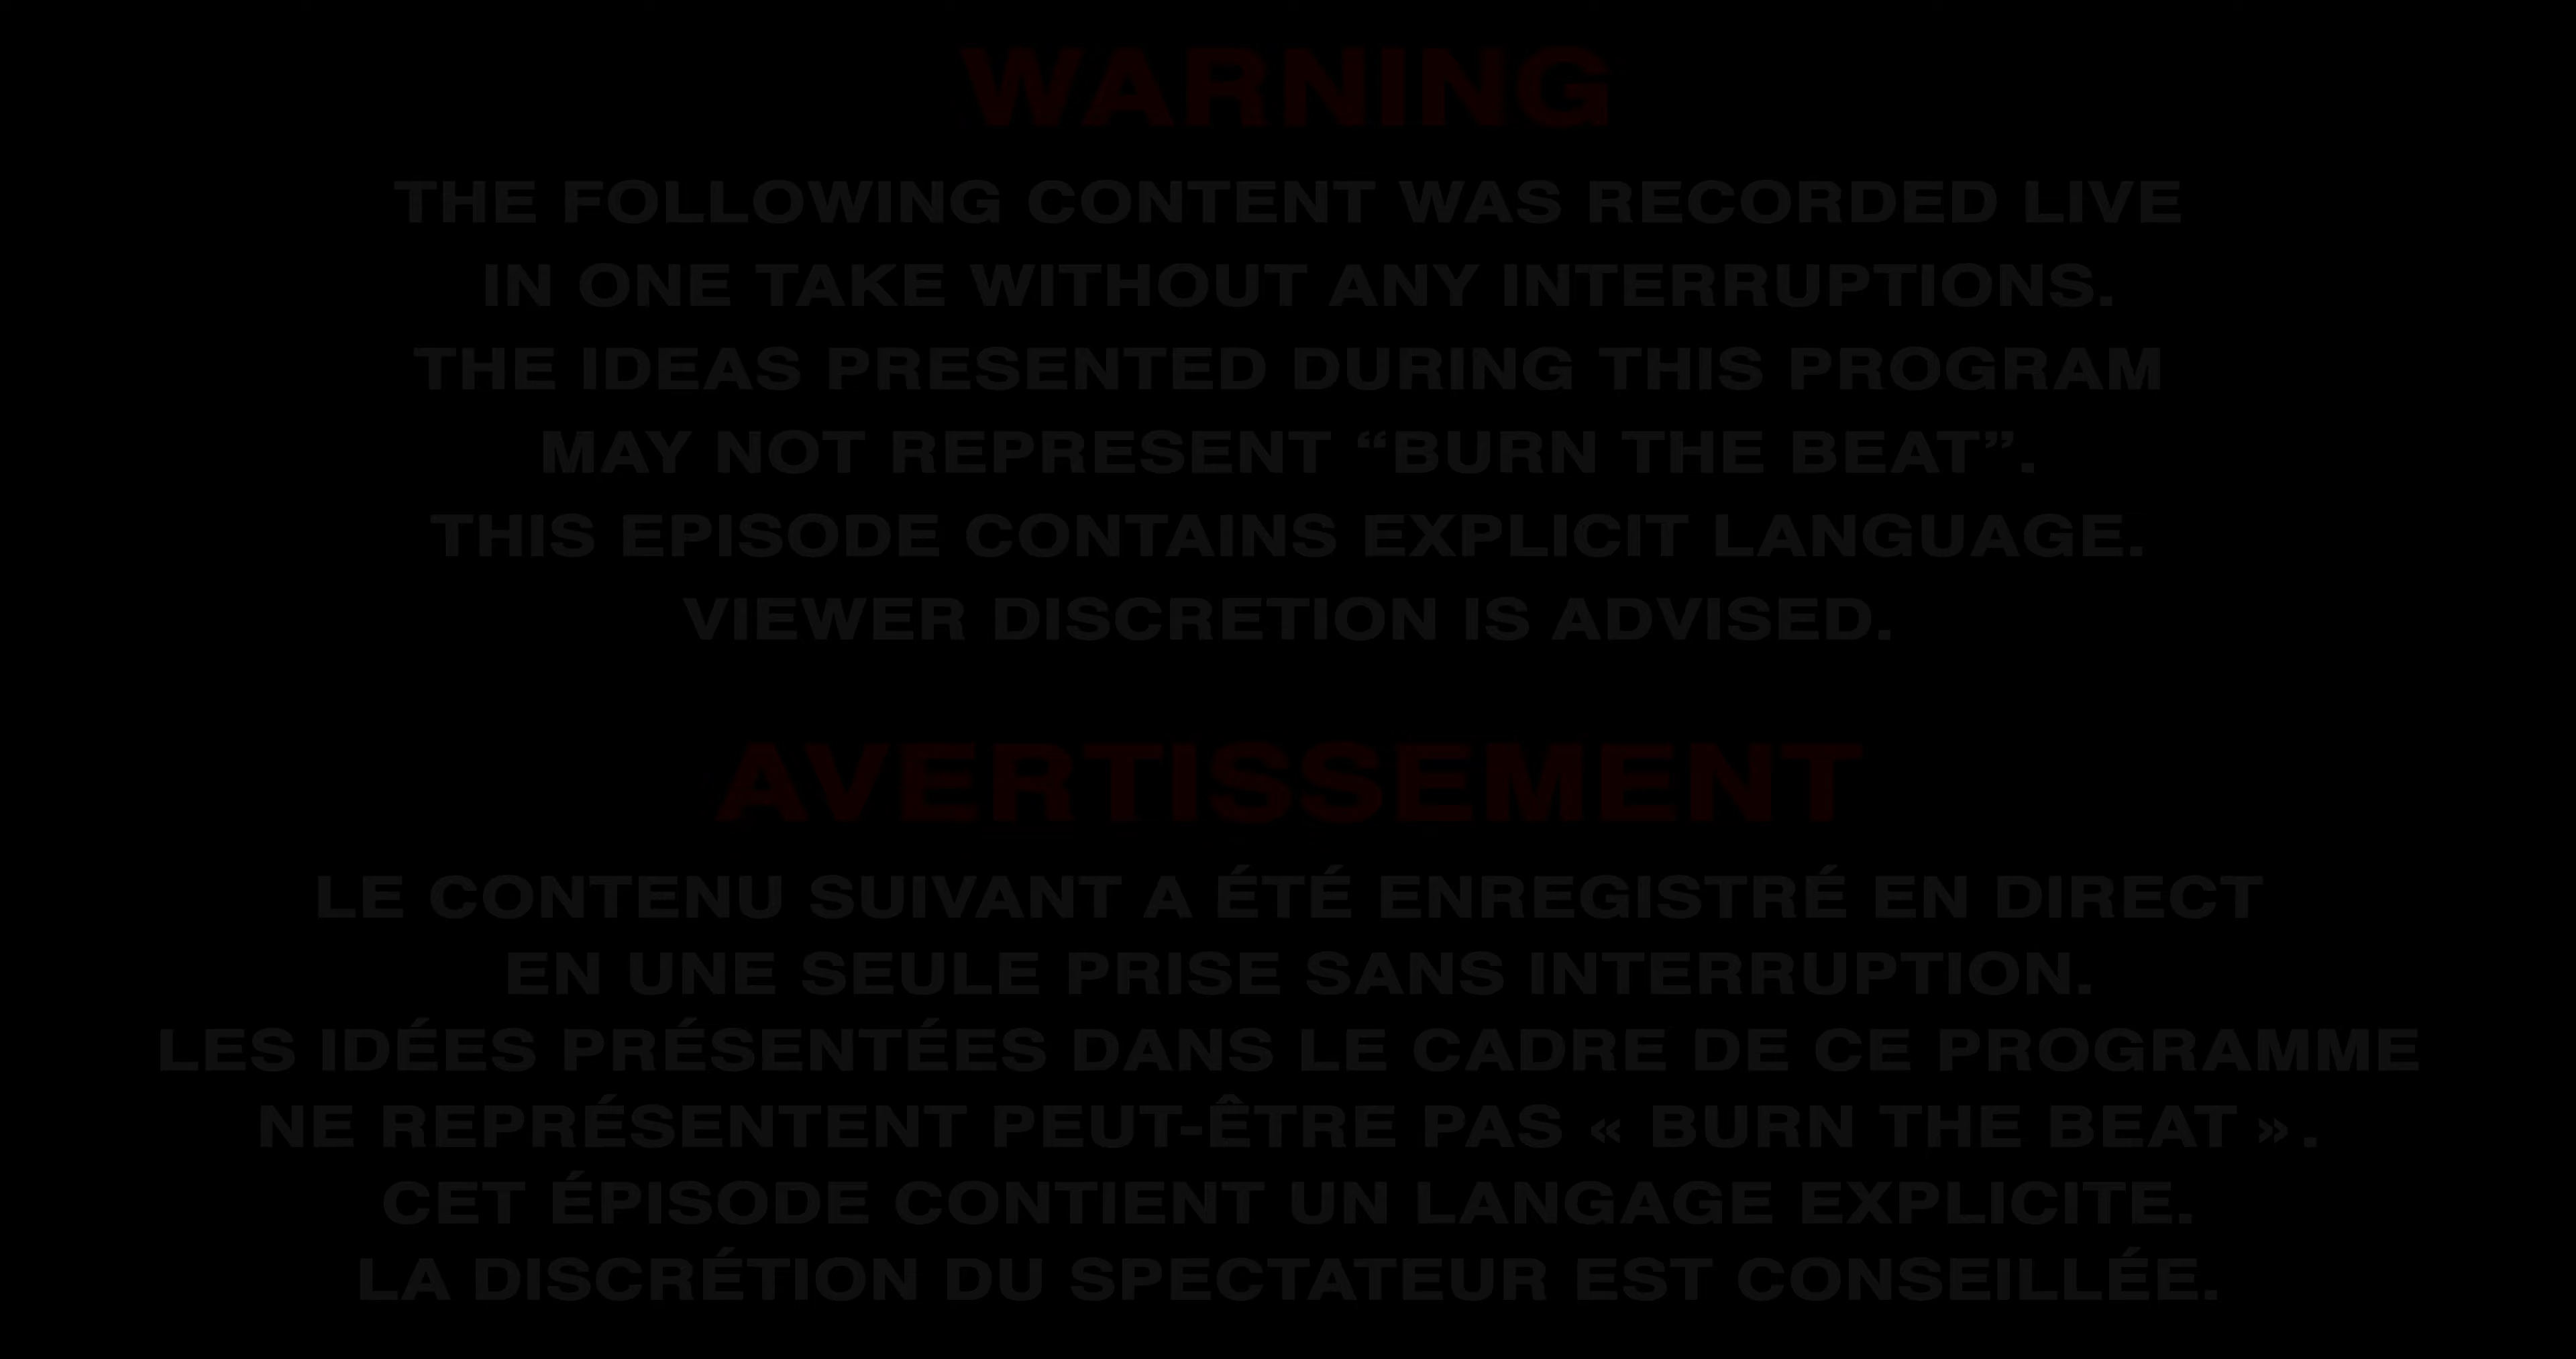 WARNING
THE FOLLOWING CONTENT WAS RECORDED LIVE
IN ONE TAKE WITHOUT ANY INTERRUPTIONS.
THE IDEAS PRESENTED DURING THIS PROGRAM
MAY NOT REPRESENT “BURN THE BEAT”.
THIS EPISODE CONTAINS EXPLICIT LANGUAGE.
VIEWER DISCRETION IS ADVISED.
AVERTISSEMENT
LE CONTENU SUIVANT A ÉTÉ ENREGISTRÉ EN DIRECT
EN UNE SEULE PRISE SANS INTERRUPTION.
LES IDÉES PRÉSENTÉES DANS LE CADRE DE CE PROGRAMME
NE REPRÉSENTENT PEUT-ÊTRE PAS « BURN THE BEAT ».
CET ÉPISODE CONTIENT UN LANGAGE EXPLICITE.
LA DISCRÉTION DU SPECTATEUR EST CONSEILLÉE.